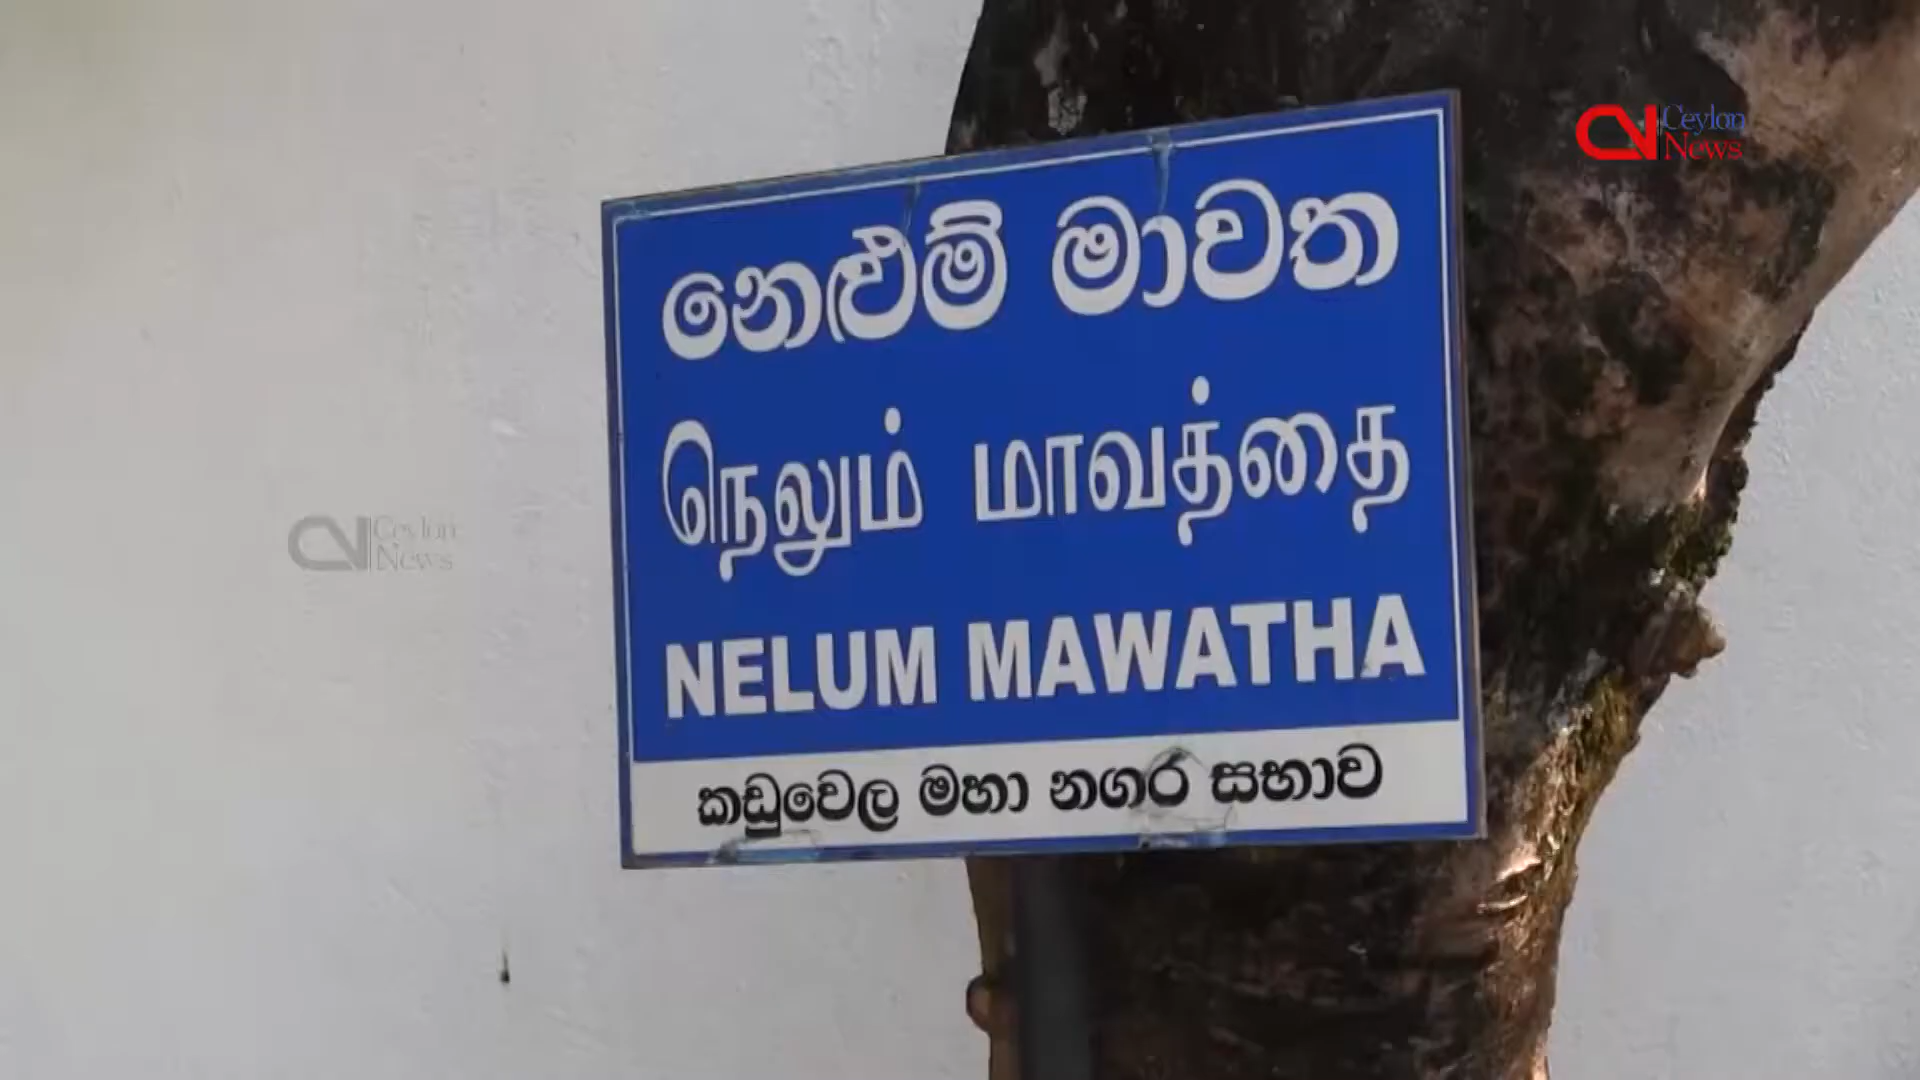 Ceylon
News
නෙළුම් මාවත
நெலும் மாவத்தை
NELUM MAWATHA
කඩුවෙල මහා නගර සභාව
Ceylon
News